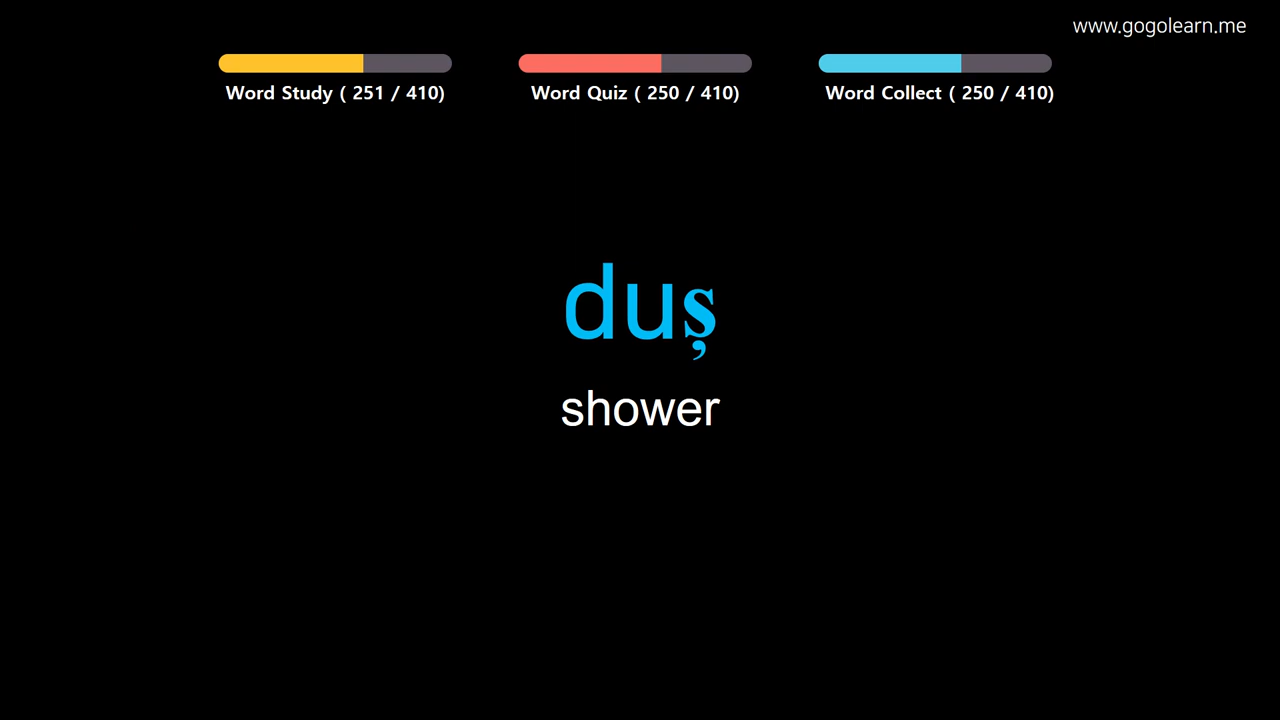 www.gogolearn.me
Word Study ( 251 / 410)
Word Quiz ( 250 / 410)
Word Collect ( 250 / 410)
duș
shower